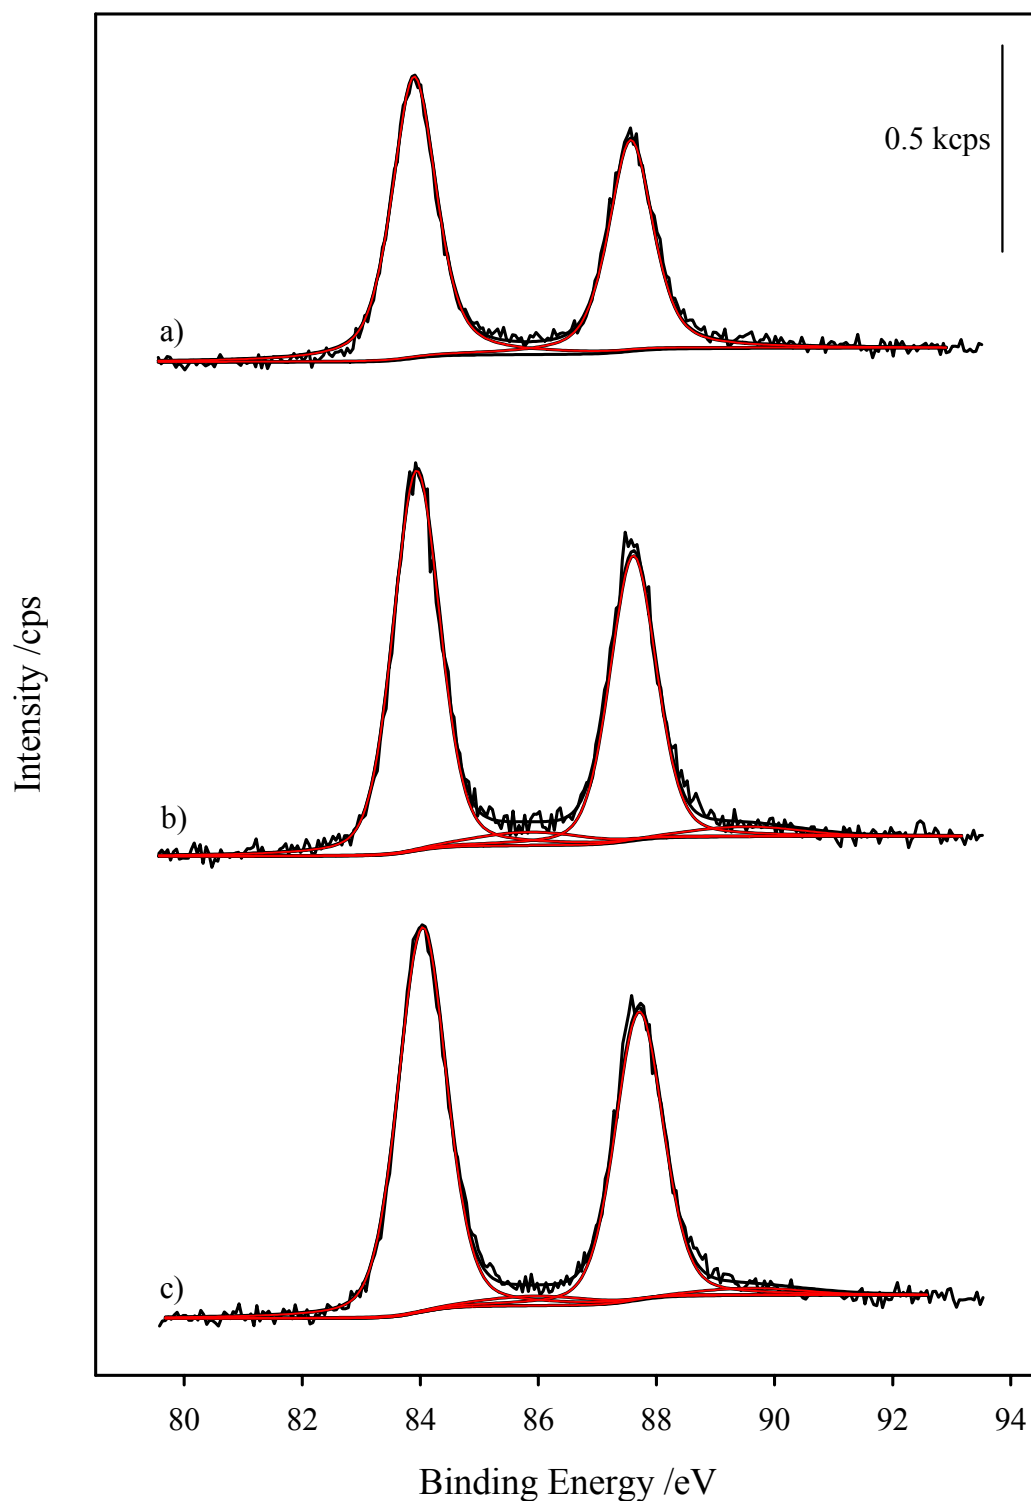 0.5 kcps
a)
b)
c)
Intensity /cps
80 82 84 86 88 90 92 94
Binding Energy /eV